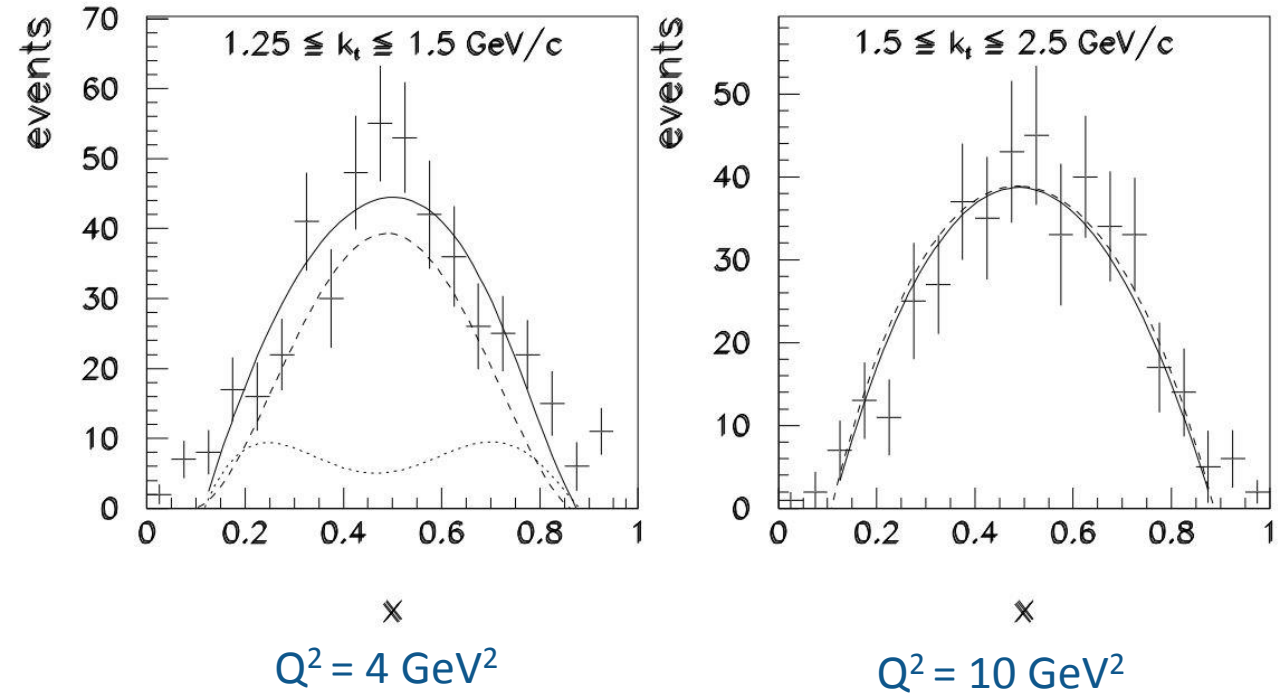 events
1.25 ≦ kt ≦ 1.5 GeV/c
70
60
50
40
30
20
10
0
0 0.2 0.4 0.6 0.8 1
x
Q² = 4 GeV²
events
1.5 ≦ kt ≦ 2.5 GeV/c
50
40
30
20
10
0
0 0.2 0.4 0.6 0.8 1
x
Q² = 10 GeV²